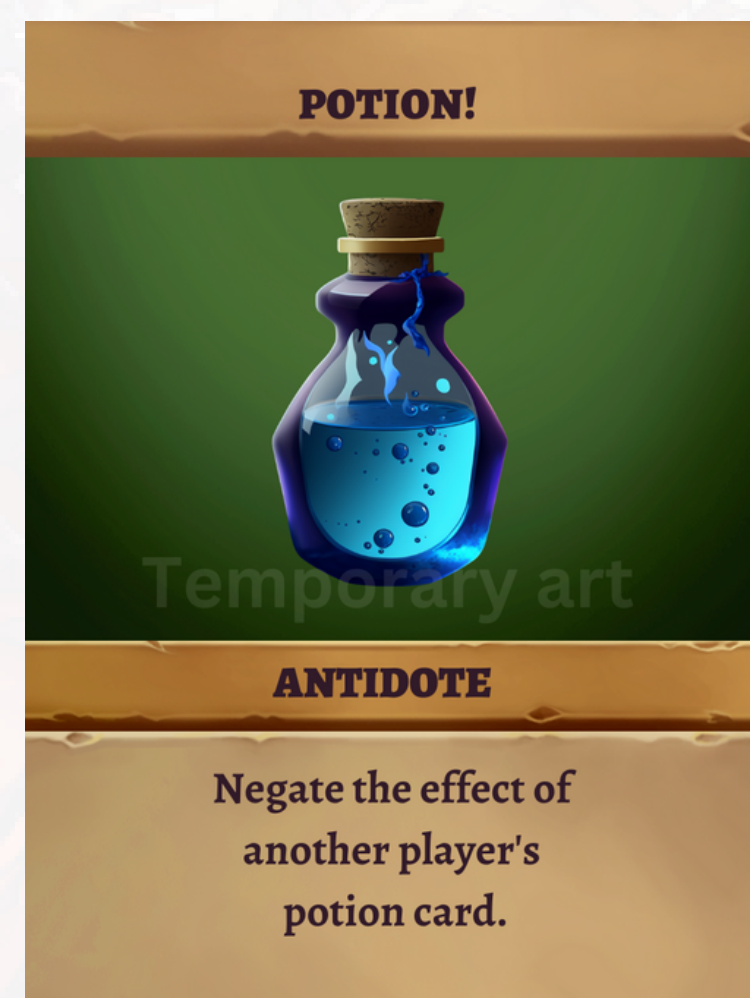 POTION!
Temporary art
ANTIDOTE
Negate the effect of
another player's
potion card.